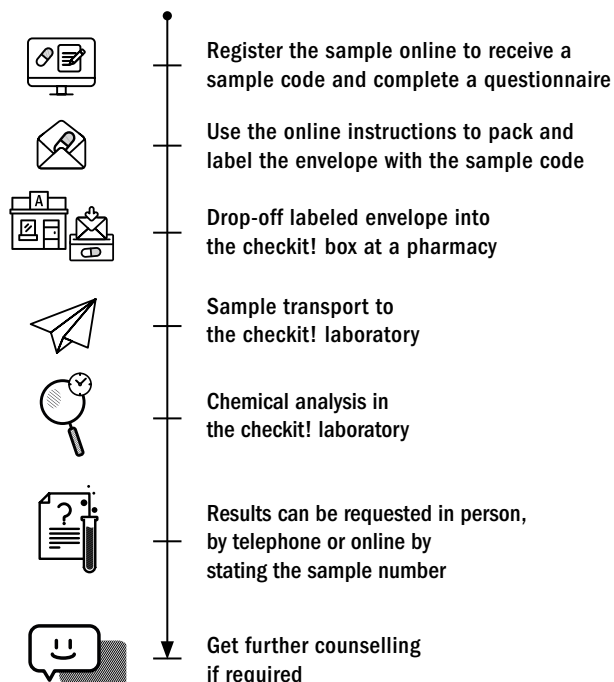 Register the sample online to receive a
sample code and complete a questionnaire
Use the online instructions to pack and
label the envelope with the sample code
A
Drop-off labeled envelope into
the checkit! box at a pharmacy
Sample transport to
the checkit! laboratory
Chemical analysis in
the checkit! laboratory
?
Results can be requested in person,
by telephone or online by
stating the sample number
Get further counselling
if required